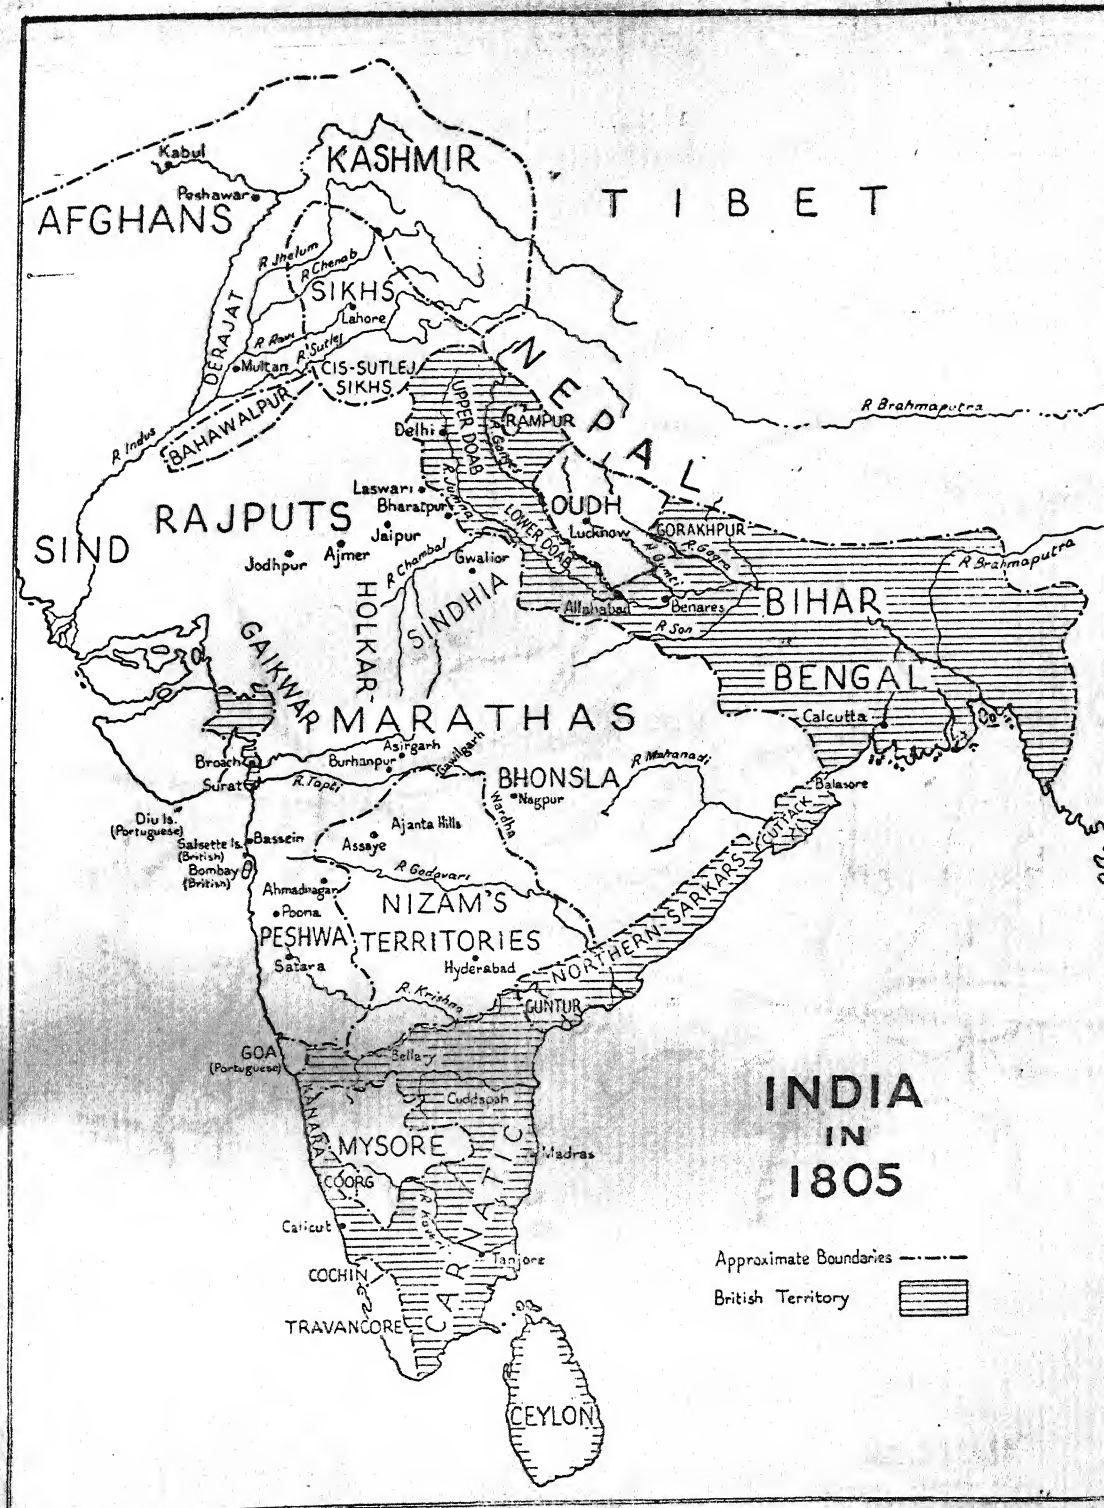 Kabul
KASHMIR
TIBET
Peshawar
AFGHANS
R Jhelum
R Chenab
SIKHS
Lahore
DERAJAT
R. Ravi
R. Sutlej
Multan
CIS-SUTLEJ
SIKHS
NEPAL
BAHAWALPUR
UPPER DOAB
RAMPUR
R. Ganges
Delhi
R Brahmaputra
R. Indus
R. Jumna
Laswari
Bharatpur
OUDH
RAJPUTS
Jaipur
LOWER DOAB
Lucknow
GORAKHPUR
SIND
Jodhpur
Ajmer
R Chambal
Gwalior
R. Gogra
R Gumti
R Brahmaputra
HOLKAR
SINDHIA
Allahabad
Benares
BIHAR
R Son
GAIKWAR
BENGAL
MARATHAS
Calcutta
Asirgarh
Gawilgarh
Broach
Burhanpur
BHONSLA
R Mahanadi
Surat
R. Tapti
Nagpur
Balasore
Wardha
CUTTACK
Diu Is.
(Portuguese)
Ajanta Hills
Assaye
Salsette Is.
(British)
Bassein
Bombay
(British)
R. Godavari
Ahmadnagar
NIZAM'S
TERRITORIES
Poona
PESHWA
NORTHERN SARKARS
Satara
Hyderabad
R. Krishna
GUNTUR
GOA
(Portuguese)
Bellary
KANARA
Cuddapah
INDIA
IN
1805
MYSORE
Madras
COORG
CARNATIC
R Kaveri
Calicut
Tanjore
COCHIN
TRAVANCORE
CEYLON
Approximate Boundaries
British Territory